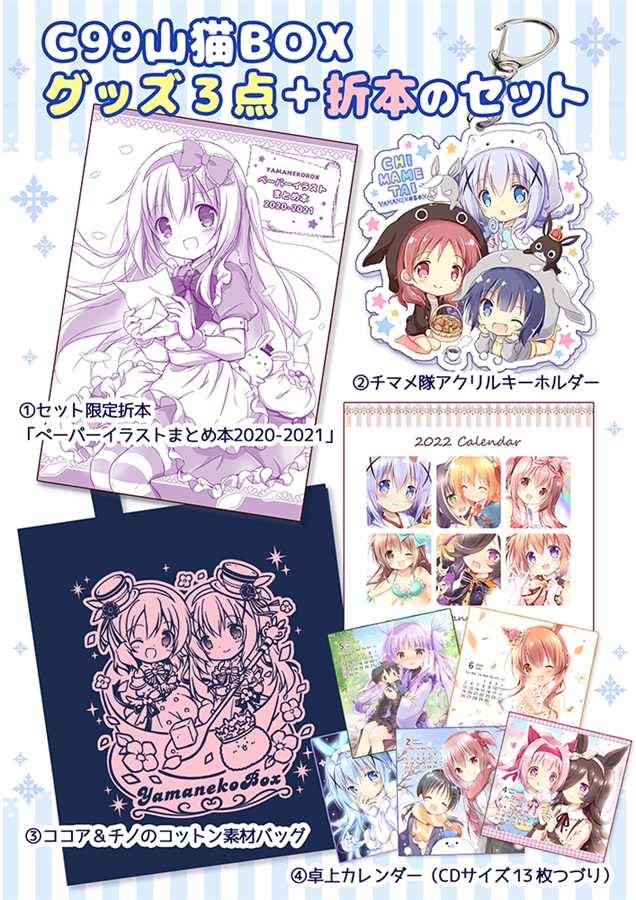 C99山猫BOX
グッズ3点+折本のセット
YAMANEKOBOX
ペーパーイラスト
まとめ本
2020-2021
CHI
MAME
TAI
YAMANEKOBOX
②チマメ隊アクリルキーホルダー
①セット限定折本
「ペーパーイラストまとめ本2020-2021」
2022 Calendar
6
2
4
YamanekoBox
③ココア&チノのコットン素材バッグ
④卓上カレンダー（CDサイズ13枚つづり）